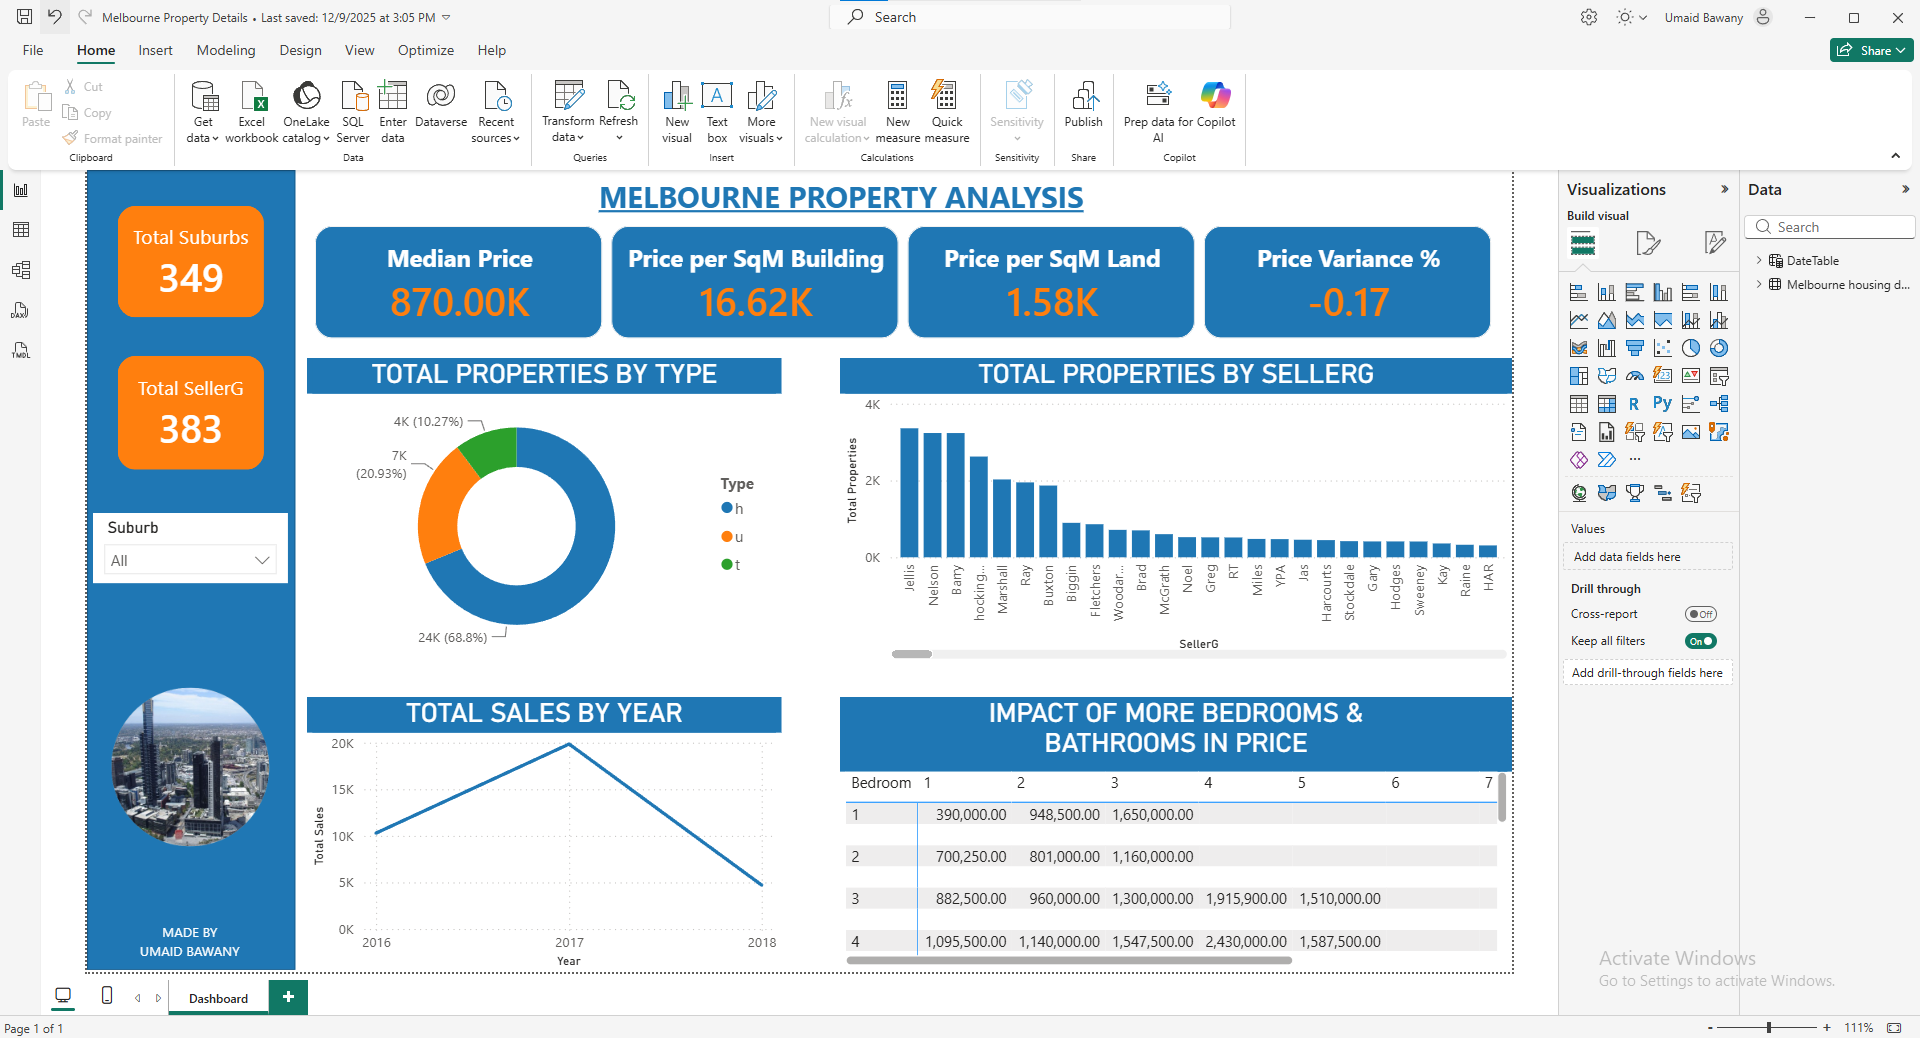 Melbourne Property Details • Last saved: 12/9/2025 at 3:05 PM
Search
Umaid Bawany
File Home Insert Modeling Design View Optimize Help
Share
Paste
Cut
Copy
Format painter
Clipboard
Get data
Excel workbook
OneLake catalog
SQL Server
Enter data
Dataverse
Recent sources
Data
Transform data
Refresh
Queries
New visual
Text box
More visuals
Insert
New visual calculation
New measure
Quick measure
Calculations
Sensitivity
Sensitivity
Publish
Share
Prep data for AI
Copilot
Copilot
DAX
TMDL
Total Suburbs
349
Total SellerG
383
Suburb
All
MADE BY
UMAID BAWANY
MELBOURNE PROPERTY ANALYSIS
Median Price
870.00K
Price per SqM Building
16.62K
Price per SqM Land
1.58K
Price Variance %
-0.17
TOTAL PROPERTIES BY TYPE
4K (10.27%)
7K
(20.93%)
24K (68.8%)
Type
h
u
t
TOTAL PROPERTIES BY SELLERG
Total Properties
4K
2K
0K
Jellis
Nelson
Barry
hocking...
Marshall
Ray
Buxton
Biggin
Fletchers
Woodar...
Brad
McGrath
Noel
Greg
RT
Miles
YPA
Jas
Harcourts
Stockdale
Gary
Hodges
Sweeney
Kay
Raine
HAR
SellerG
TOTAL SALES BY YEAR
Total Sales
20K
15K
10K
5K
0K
2016 2017 2018
Year
IMPACT OF MORE BEDROOMS &
BATHROOMS IN PRICE
Bedroom 1 2 3 4 5 6 7
1 390,000.00 948,500.00 1,650,000.00
2 700,250.00 801,000.00 1,160,000.00
3 882,500.00 960,000.00 1,300,000.00 1,915,900.00 1,510,000.00
4 1,095,500.00 1,140,000.00 1,547,500.00 2,430,000.00 1,587,500.00
Visualizations
Build visual
123
R
Py
Values
Add data fields here
Drill through
Cross-report Off
Keep all filters On
Add drill-through fields here
Data
Search
DateTable
Melbourne housing d...
Activate Windows
Go to Settings to activate Windows.
Dashboard
Page 1 of 1
111%